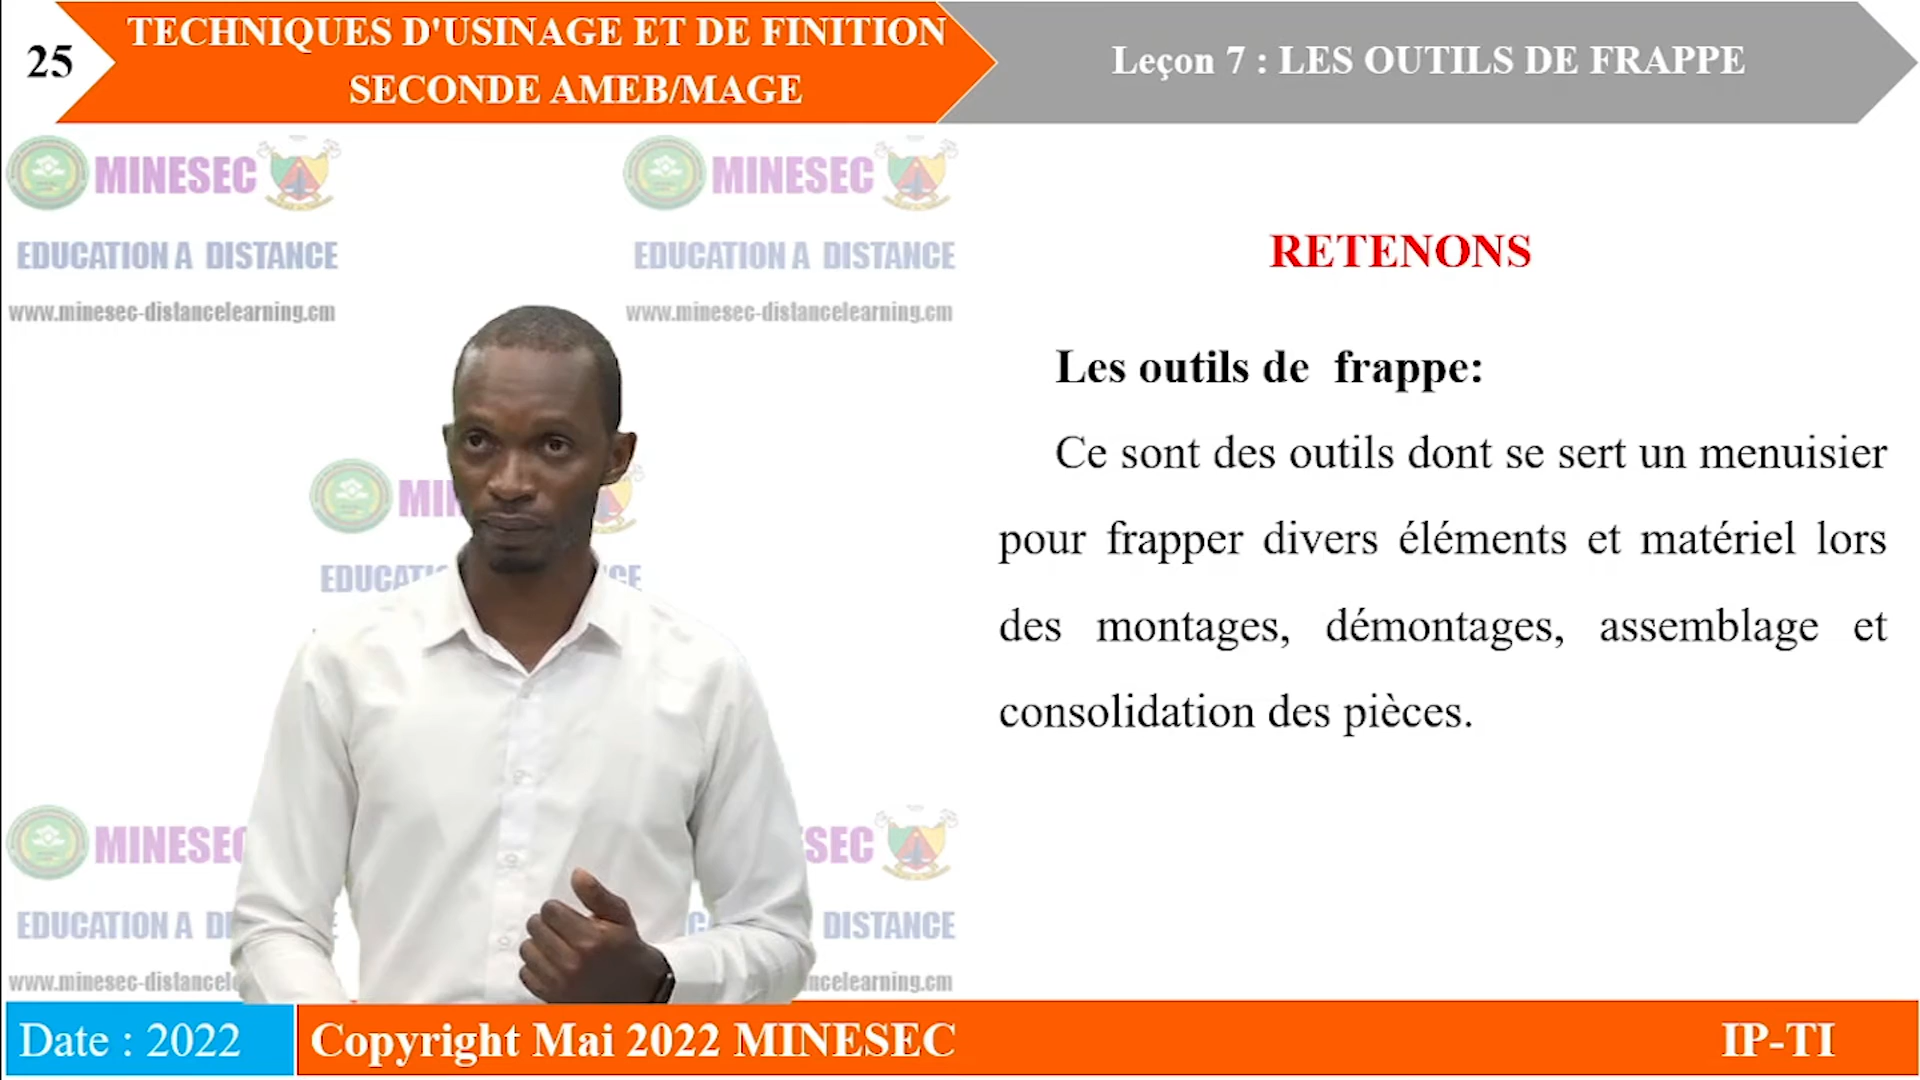 25
TECHNIQUES D'USINAGE ET DE FINITION
SECONDE AMEB/MAGE
Leçon 7 : LES OUTILS DE FRAPPE
MINESEC
EDUCATION A DISTANCE
www.minesec-distancelearning.cm
MINESEC
EDUCATION A DISTANCE
www.minesec-distancelearning.cm
RETENONS
Les outils de frappe:
Ce sont des outils dont se sert un menuisier
pour frapper divers éléments et matériel lors
des montages, démontages, assemblage et
consolidation des pièces.
Date : 2022
Copyright Mai 2022 MINESEC
IP-TI